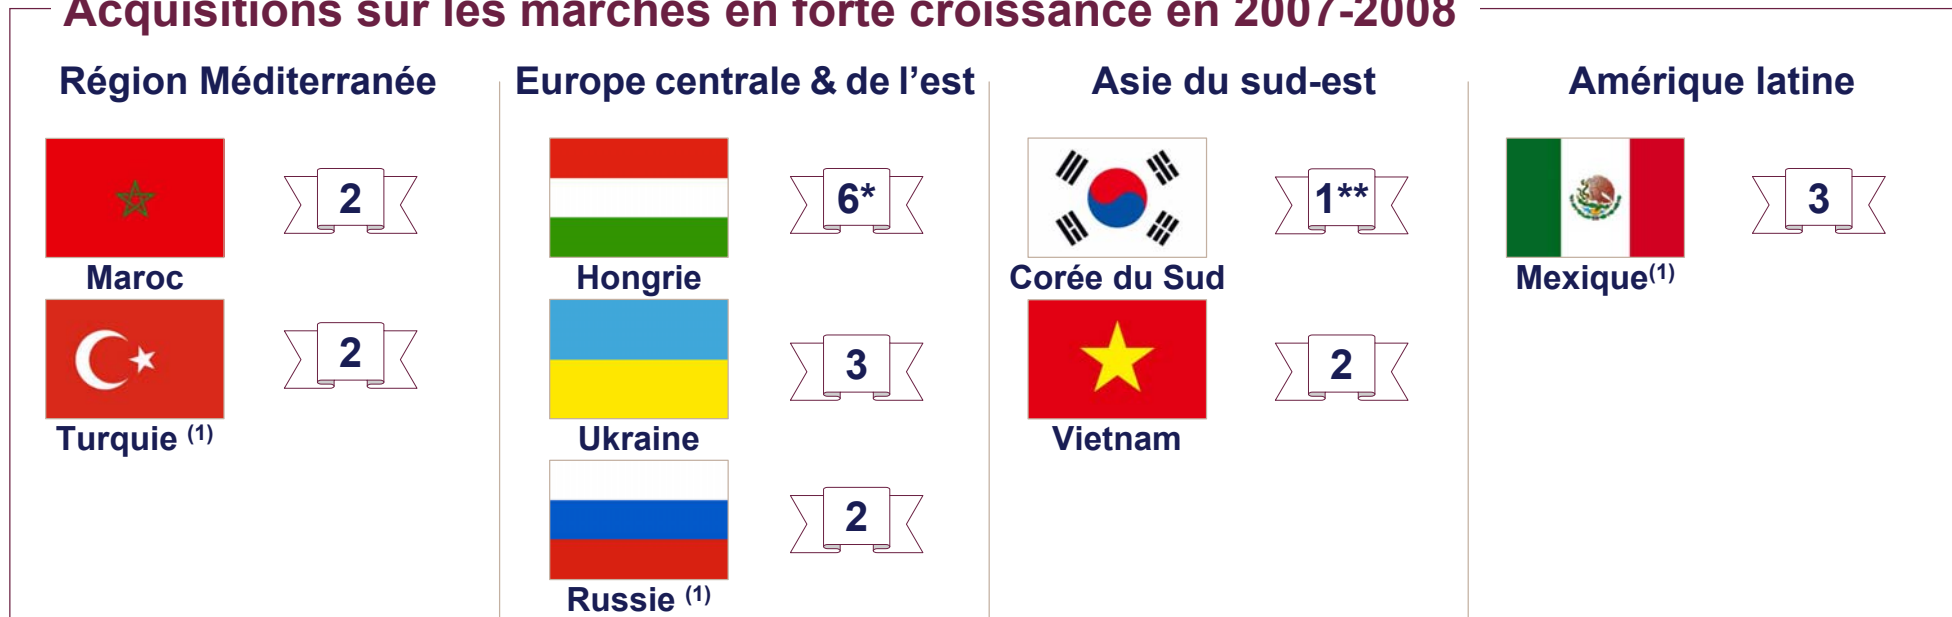 Acquisitions sur les marchés en forte croissance en 2007-2008
Région Méditerranée
2
Maroc
2
Turquie (1)
Europe centrale & de l'est
6*
Hongrie
3
Ukraine
2
Russie (1)
Asie du sud-est
1**
Corée du Sud
2
Vietnam
Amérique latine
3
Mexique(1)